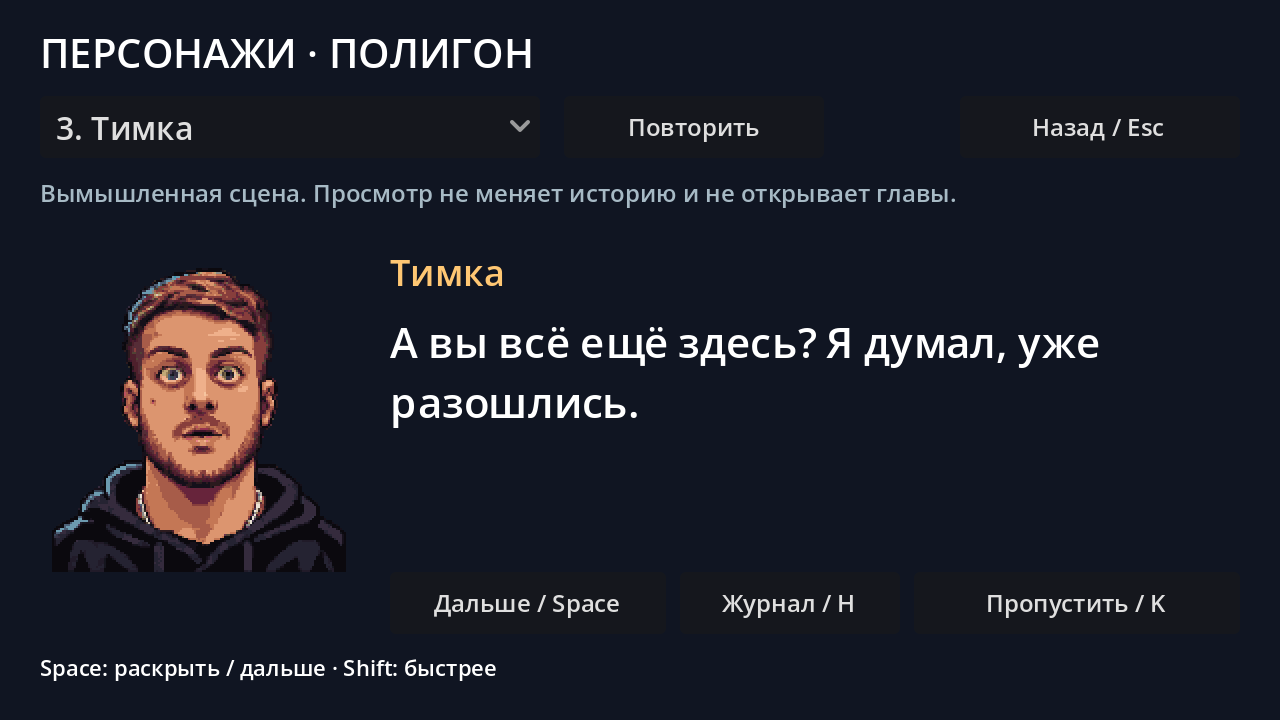 ПЕРСОНАЖИ · ПОЛИГОН
3. Тимка
Повторить
Назад / Esc
Вымышленная сцена. Просмотр не меняет историю и не открывает главы.
Тимка
А вы всё ещё здесь? Я думал, уже
разошлись.
Дальше / Space
Журнал / H
Пропустить / K
Space: раскрыть / дальше · Shift: быстрее